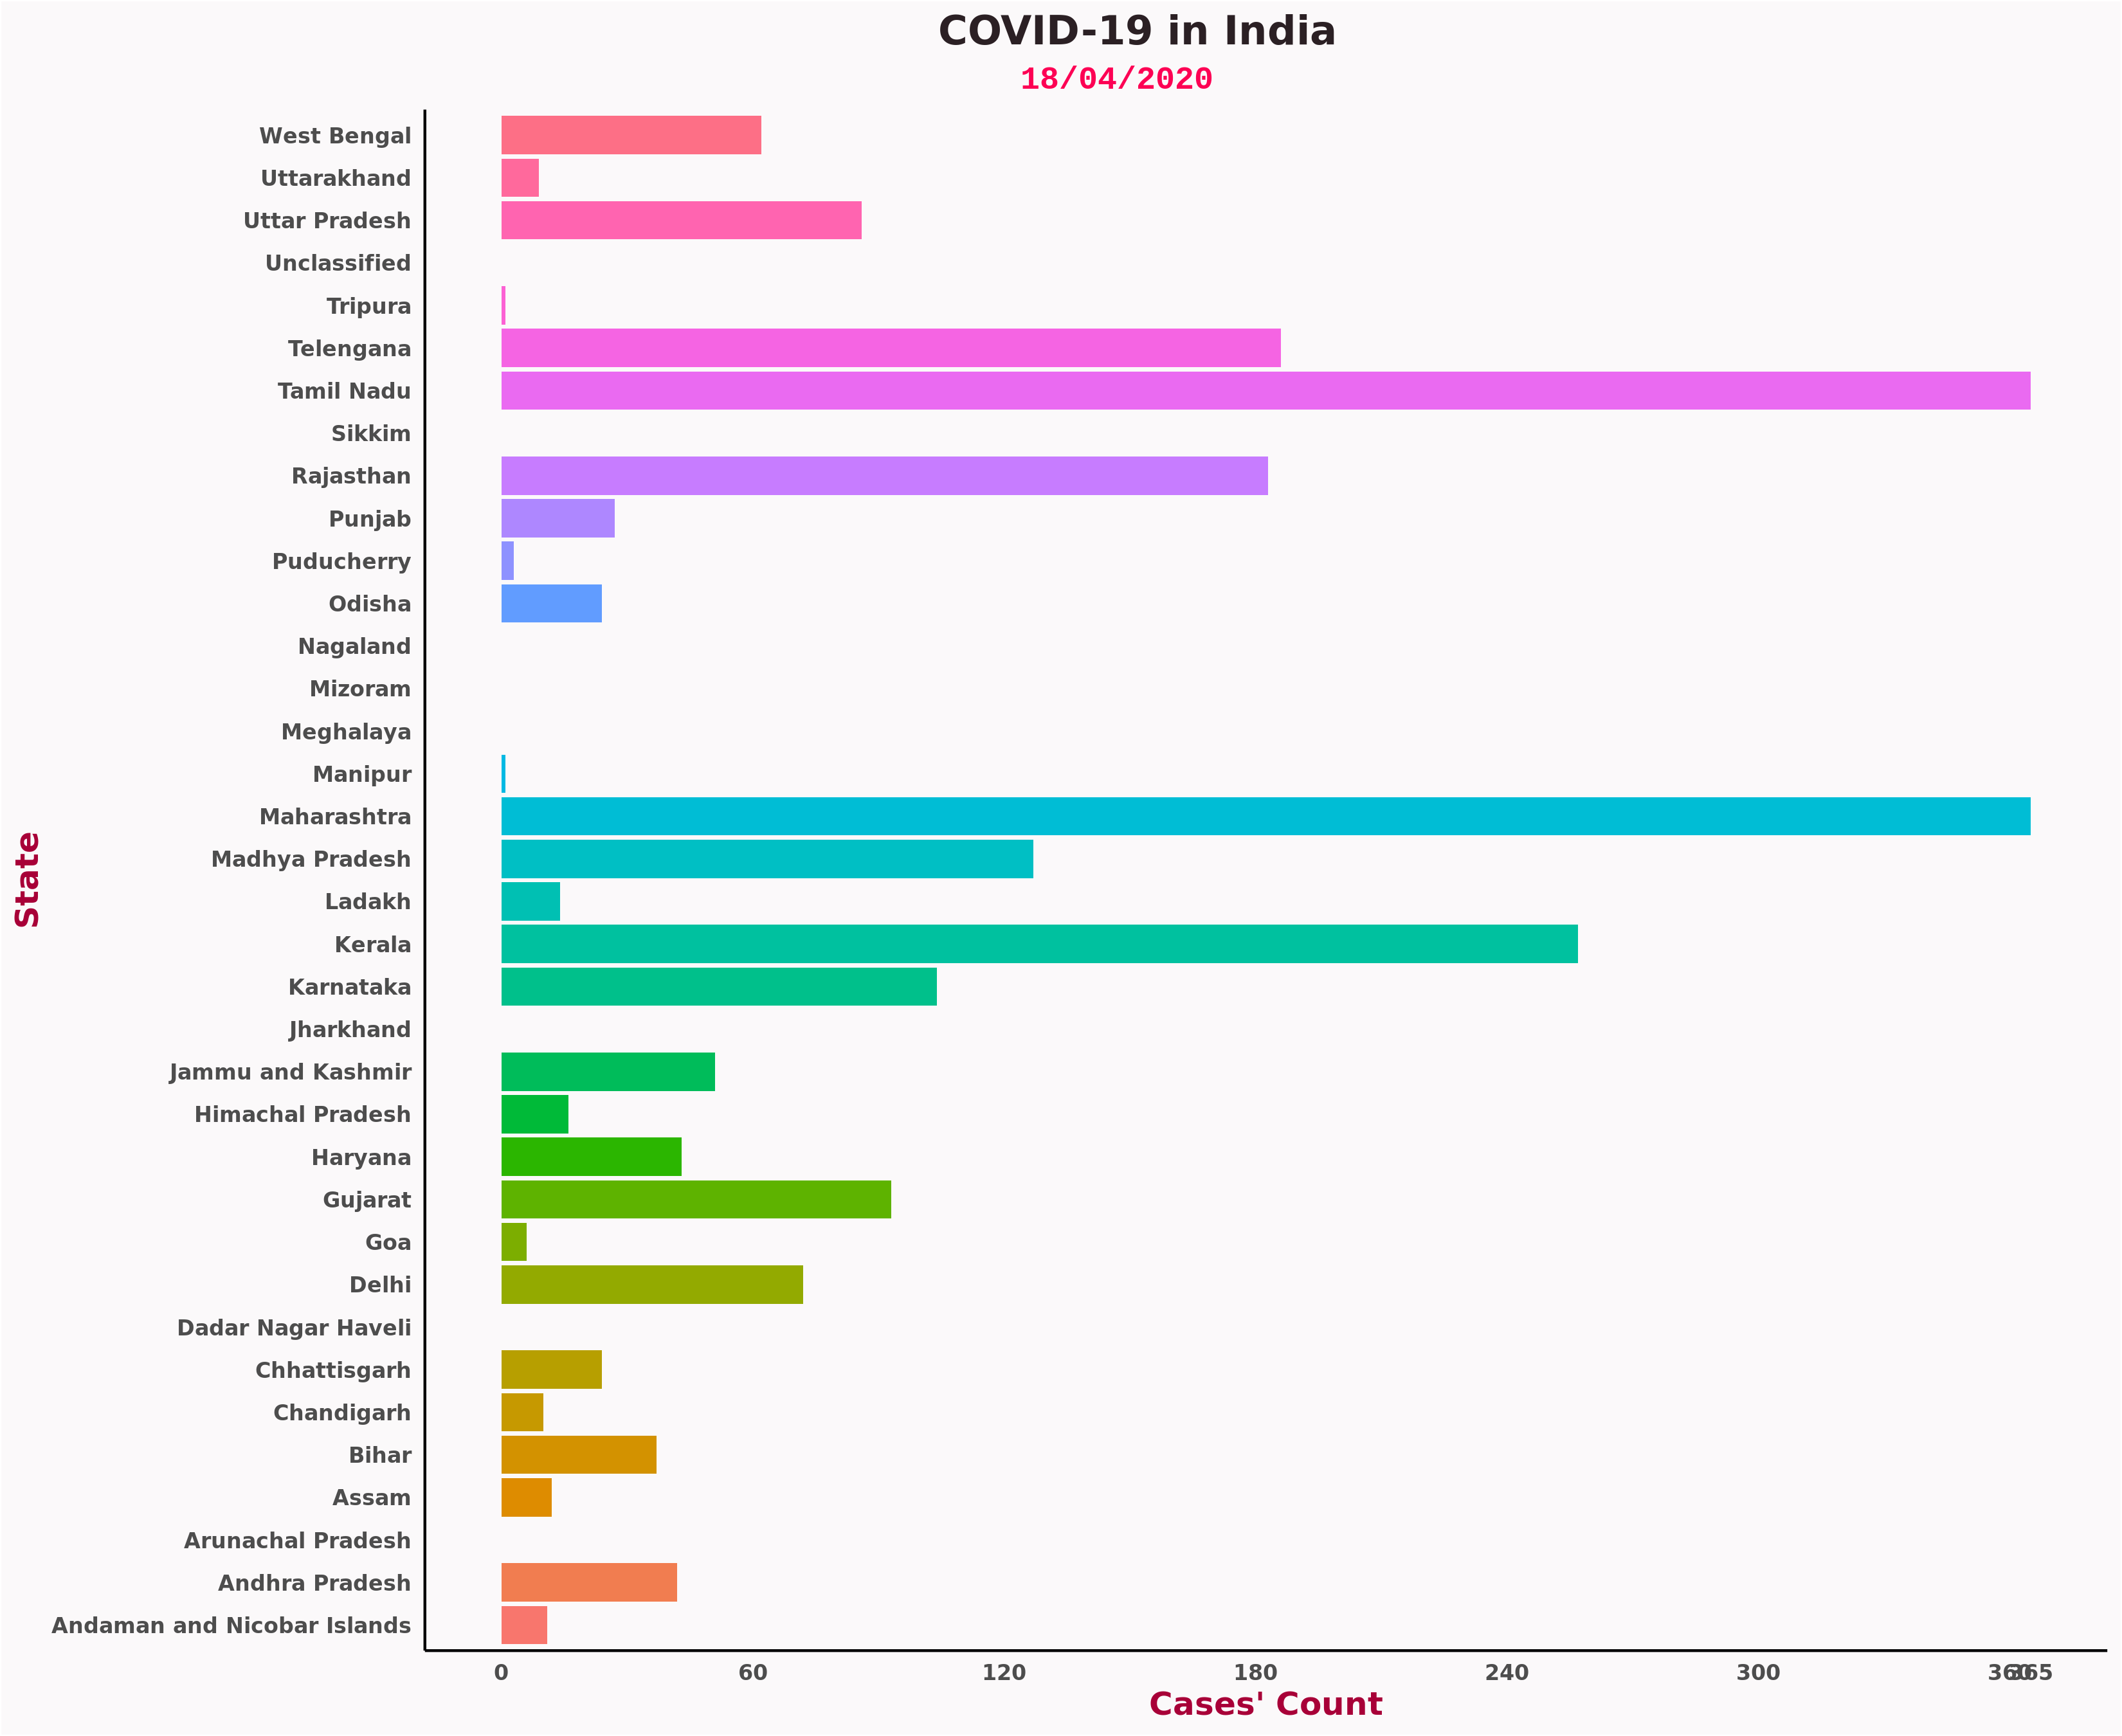 COVID-19 in India
18/04/2020
West Bengal
Uttarakhand
Uttar Pradesh
Unclassified
Tripura
Telengana
Tamil Nadu
Sikkim
Rajasthan
Punjab
Puducherry
Odisha
Nagaland
Mizoram
Meghalaya
Manipur
Maharashtra
Madhya Pradesh
Ladakh
Kerala
Karnataka
Jharkhand
Jammu and Kashmir
Himachal Pradesh
Haryana
Gujarat
Goa
Delhi
Dadar Nagar Haveli
Chhattisgarh
Chandigarh
Bihar
Assam
Arunachal Pradesh
Andhra Pradesh
Andaman and Nicobar Islands
State
0 60 120 180 240 300 360 365
Cases' Count